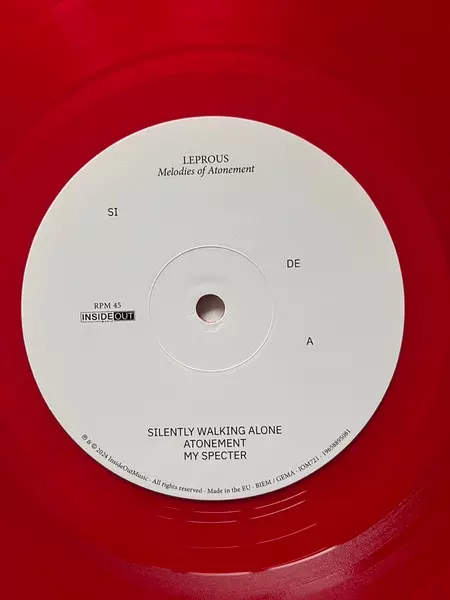 LEPROUS
Melodies of Atonement
SI
DE
A
RPM 45
INSIDEOUT
SILENTLY WALKING ALONE
ATONEMENT
MY SPECTER
℗ & © 2024 InsideOutMusic · All rights reserved · Made in the EU · BIEM / GEMA · IOM721 · 19658895081